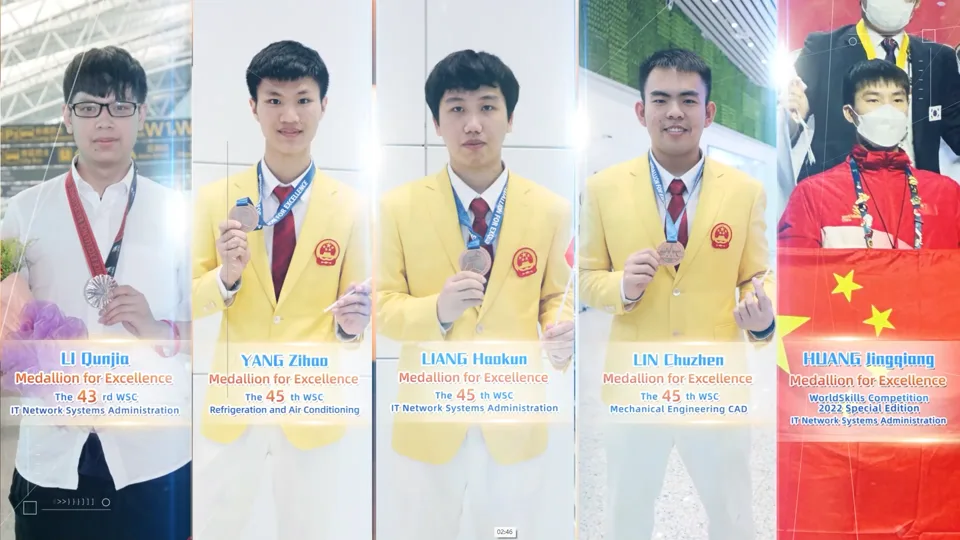 LI Qunjia
Medallion for Excellence
The 43 rd WSC
IT Network Systems Administration
YANG Zihao
Medallion for Excellence
The 45 th WSC
Refrigeration and Air Conditioning
LIANG Haokun
Medallion for Excellence
The 45 th WSC
IT Network Systems Administration
LIN Chuzhen
Medallion for Excellence
The 45 th WSC
Mechanical Engineering CAD
HUANG Jingqiang
Medallion for Excellence
WorldSkills Competition
2022 Special Edition
IT Network Systems Administration
02:46